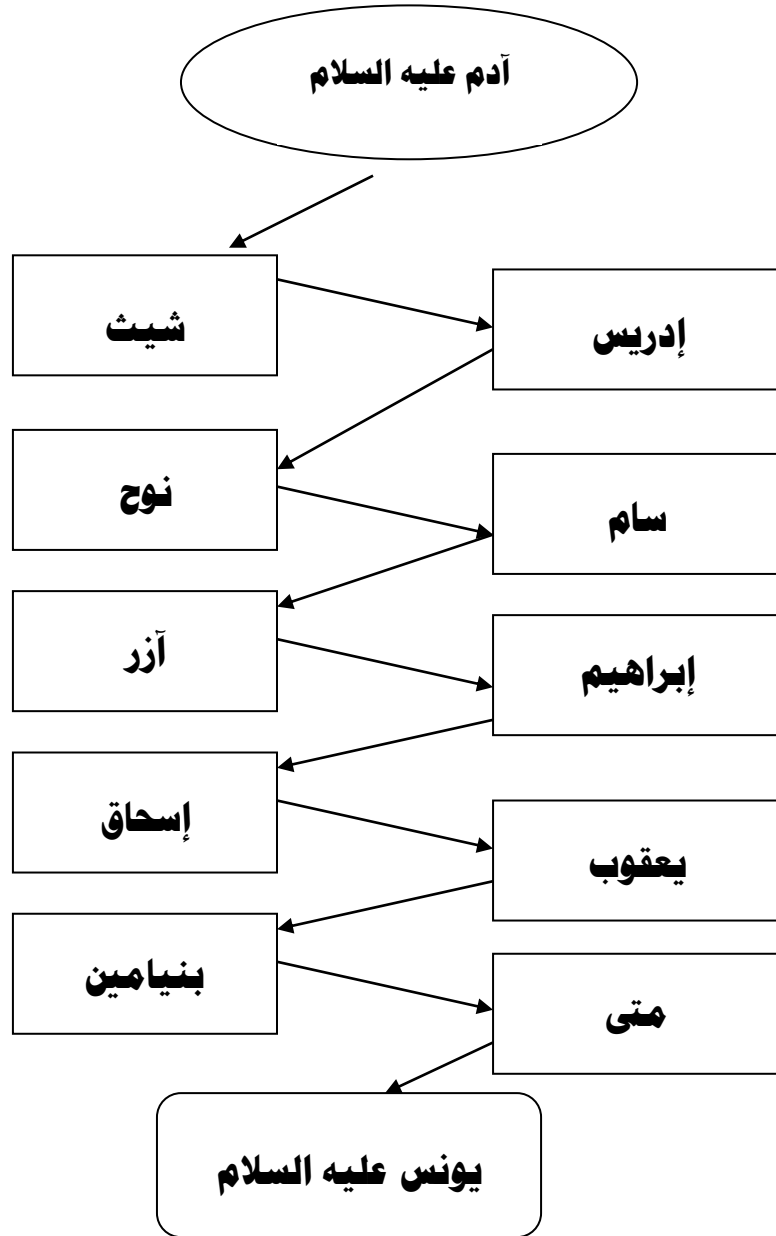 آدم عليه السلام
شيث
إدريس
نوح
سام
آزر
إبراهيم
إسحاق
يعقوب
بنيامين
متى
يونس عليه السلام